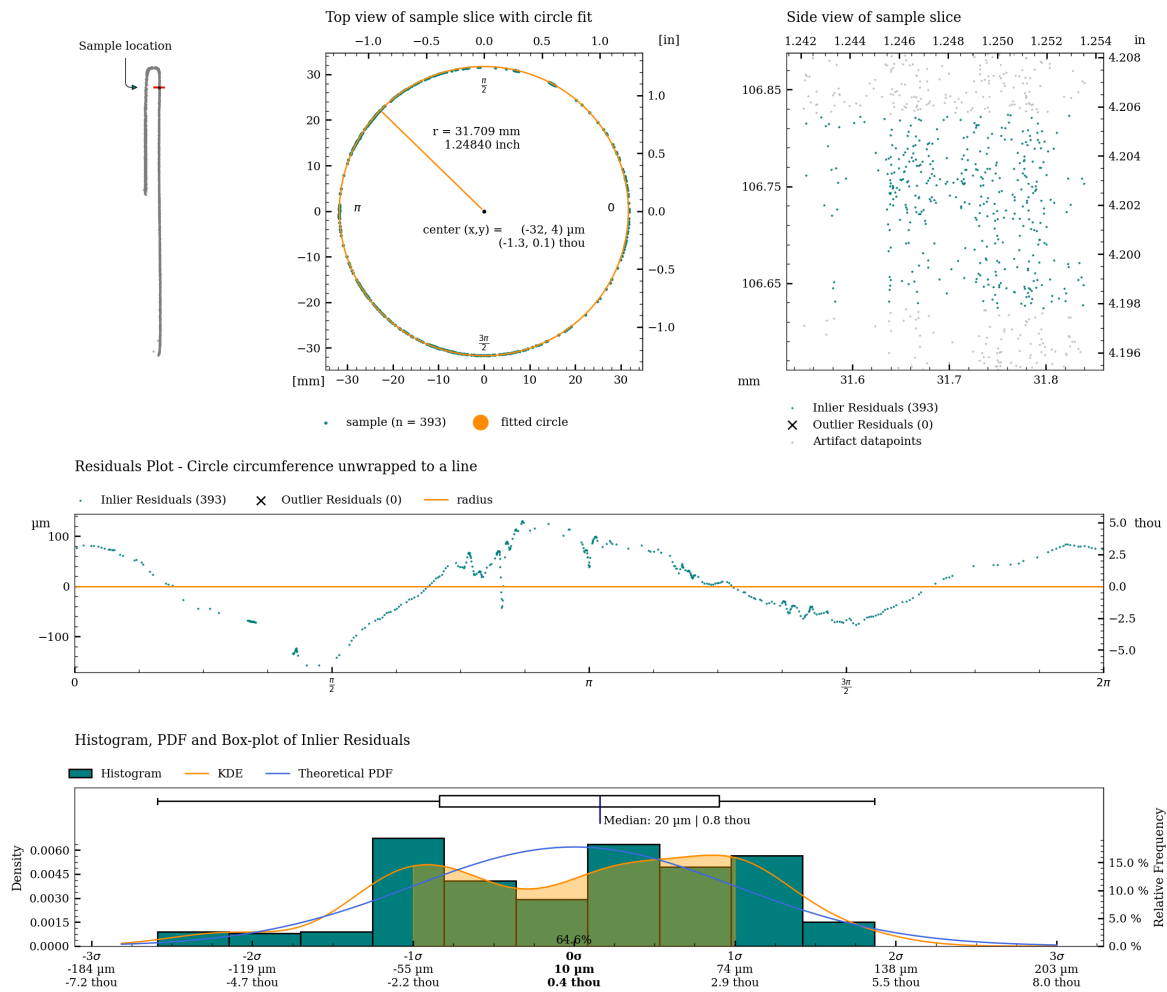 Sample location
Top view of sample slice with circle fit
−1.0 −0.5 0.0 0.5 1.0 [in]
30
20
10
0
−10
−20
−30
1.0
0.5
0.0
−0.5
−1.0
π/2
r = 31.709 mm
1.24840 inch
π
0
center (x,y) = (-32, 4) µm
(-1.3, 0.1) thou
3π/2
[mm] −30 −20 −10 0 10 20 30
sample (n = 393) fitted circle
Side view of sample slice
1.242 1.244 1.246 1.248 1.250 1.252 1.254 in
106.85
106.75
106.65
4.208
4.206
4.204
4.202
4.200
4.198
4.196
mm 31.6 31.7 31.8
Inlier Residuals (393)
Outlier Residuals (0)
Artifact datapoints
Residuals Plot - Circle circumference unwrapped to a line
Inlier Residuals (393) Outlier Residuals (0) radius
µm
100
0
−100
5.0 thou
2.5
0.0
−2.5
−5.0
0 π/2 π 3π/2 2π
Histogram, PDF and Box-plot of Inlier Residuals
Histogram KDE Theoretical PDF
Median: 20 µm | 0.8 thou
Density
0.0060
0.0045
0.0030
0.0015
0.0000
Relative Frequency
15.0 %
10.0 %
5.0 %
0.0 %
64.6%
-3σ -2σ -1σ 0σ 1σ 2σ 3σ
-184 µm -119 µm -55 µm 10 µm 74 µm 138 µm 203 µm
-7.2 thou -4.7 thou -2.2 thou 0.4 thou 2.9 thou 5.5 thou 8.0 thou